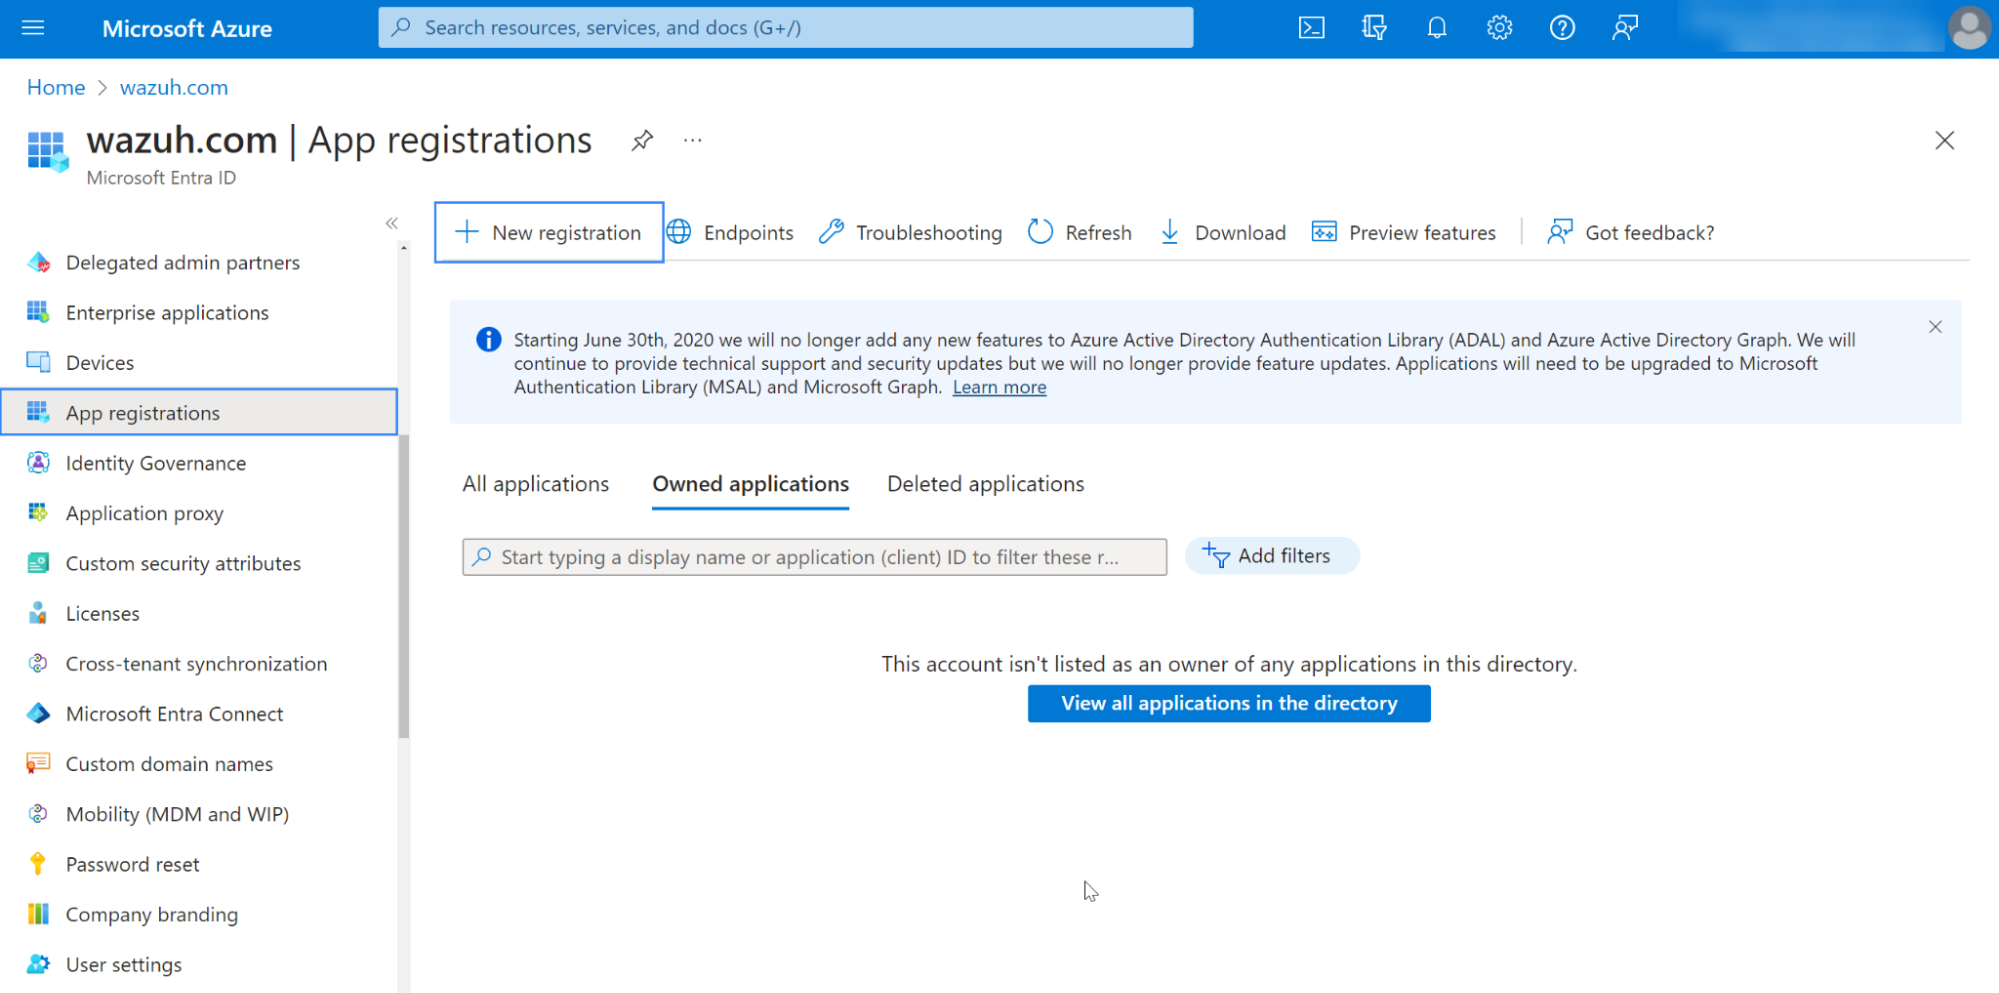 Microsoft Azure
Search resources, services, and docs (G+/)
Home > wazuh.com
wazuh.com | App registrations
...
Microsoft Entra ID
«
New registration
Endpoints
Troubleshooting
Refresh
Download
Preview features
Got feedback?
Delegated admin partners
Enterprise applications
Devices
App registrations
Identity Governance
Application proxy
Custom security attributes
Licenses
Cross-tenant synchronization
Microsoft Entra Connect
Custom domain names
Mobility (MDM and WIP)
Password reset
Company branding
User settings
Starting June 30th, 2020 we will no longer add any new features to Azure Active Directory Authentication Library (ADAL) and Azure Active Directory Graph. We will
continue to provide technical support and security updates but we will no longer provide feature updates. Applications will need to be upgraded to Microsoft
Authentication Library (MSAL) and Microsoft Graph. Learn more
All applications
Owned applications
Deleted applications
Start typing a display name or application (client) ID to filter these r...
Add filters
This account isn't listed as an owner of any applications in this directory.
View all applications in the directory